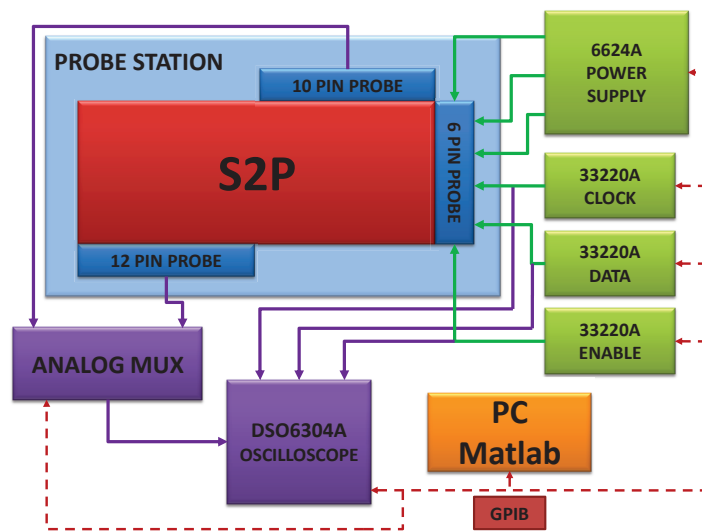 PROBE STATION
10 PIN PROBE
S2P
6 PIN PROBE
12 PIN PROBE
6624A
POWER
SUPPLY
33220A
CLOCK
33220A
DATA
33220A
ENABLE
ANALOG MUX
DSO6304A
OSCILLOSCOPE
PC
Matlab
GPIB